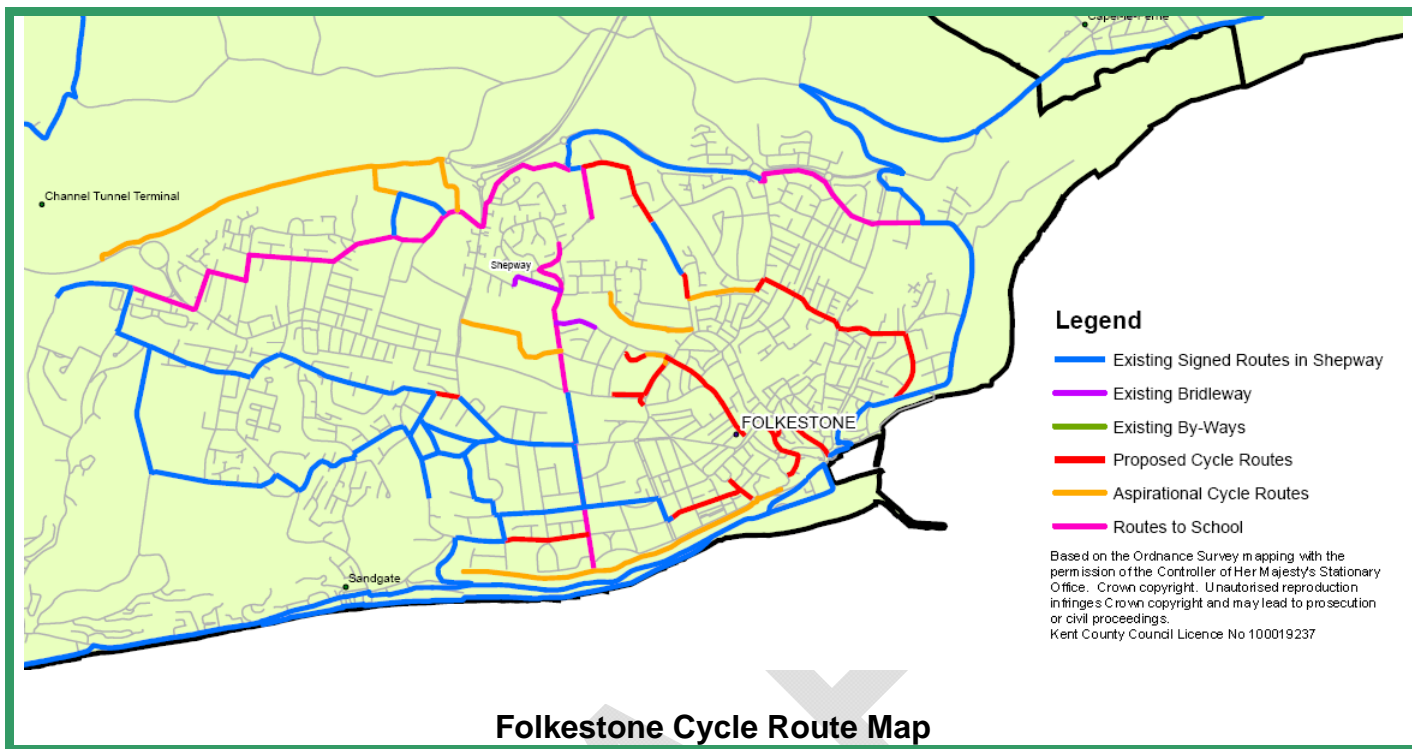 Capel-le-Ferne
Channel Tunnel Terminal
Shepway
FOLKESTONE
Sandgate
Legend
Existing Signed Routes in Shepway
Existing Bridleway
Existing By-Ways
Proposed Cycle Routes
Aspirational Cycle Routes
Routes to School
Based on the Ordnance Survey mapping with the
permission of the Controller of Her Majesty's Stationary
Office. Crown copyright. Unautorised reproduction
infringes Crown copyright and may lead to prosecution
or civil proceedings.
Kent County Council Licence No 100019237
Folkestone Cycle Route Map